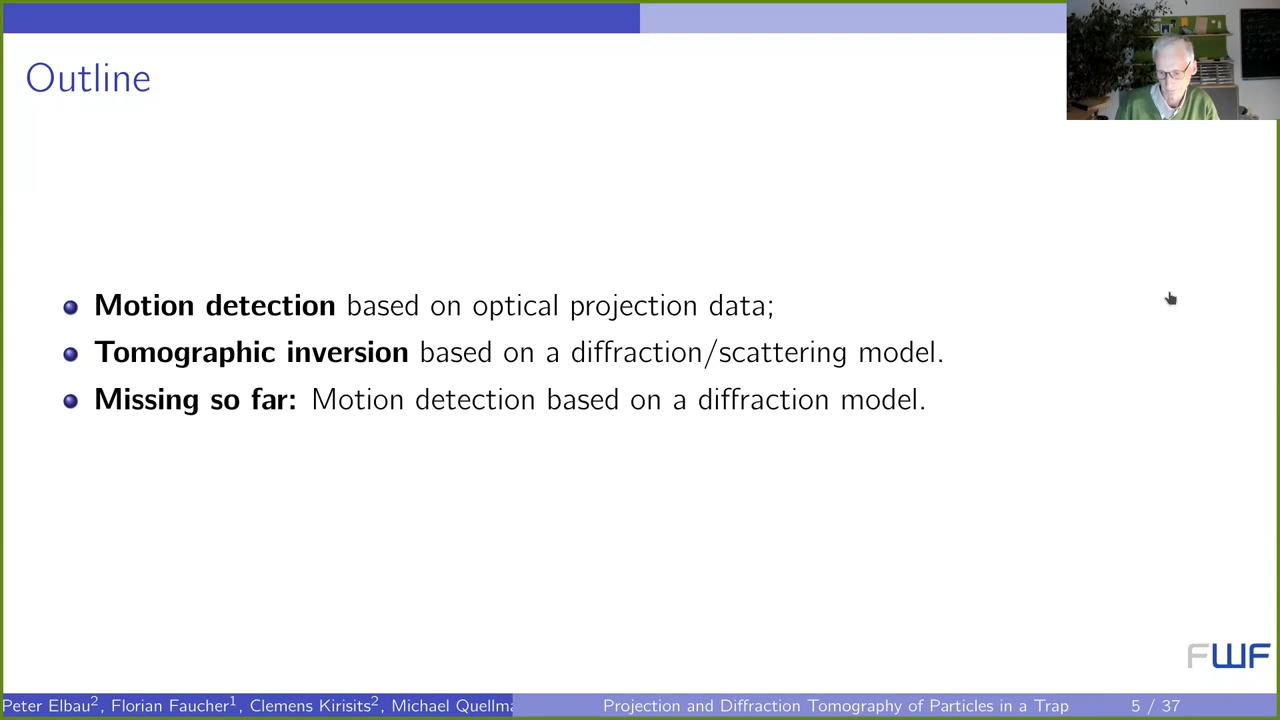 Outline
Motion detection based on optical projection data;
Tomographic inversion based on a diffraction/scattering model.
Missing so far: Motion detection based on a diffraction model.
FWF
Peter Elbau², Florian Faucher¹, Clemens Kirisits², Michael Quellma
Projection and Diffraction Tomography of Particles in a Trap
5 / 37